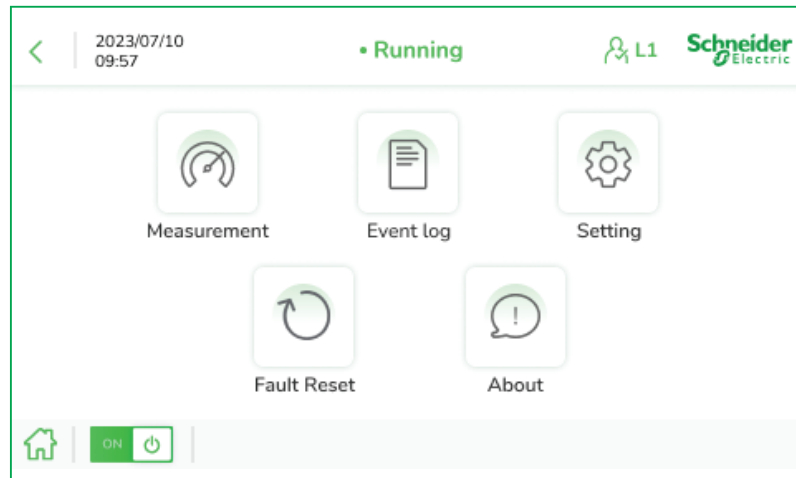 2023/07/10
09:57
• Running
L1
Schneider
Electric
Measurement
Event log
Setting
!
Fault Reset
About
ON